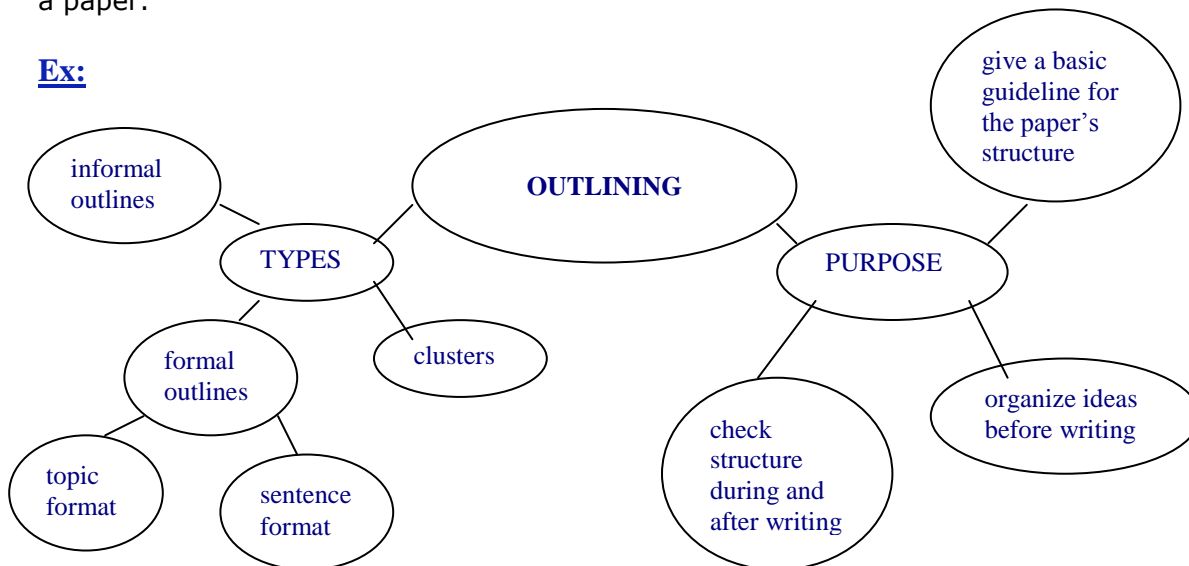 a paper.
Ex:
give a basic
guideline for
the paper’s
structure
informal
outlines
OUTLINING
TYPES
PURPOSE
formal
outlines
clusters
organize ideas
before writing
check
structure
during and
after writing
topic
format
sentence
format